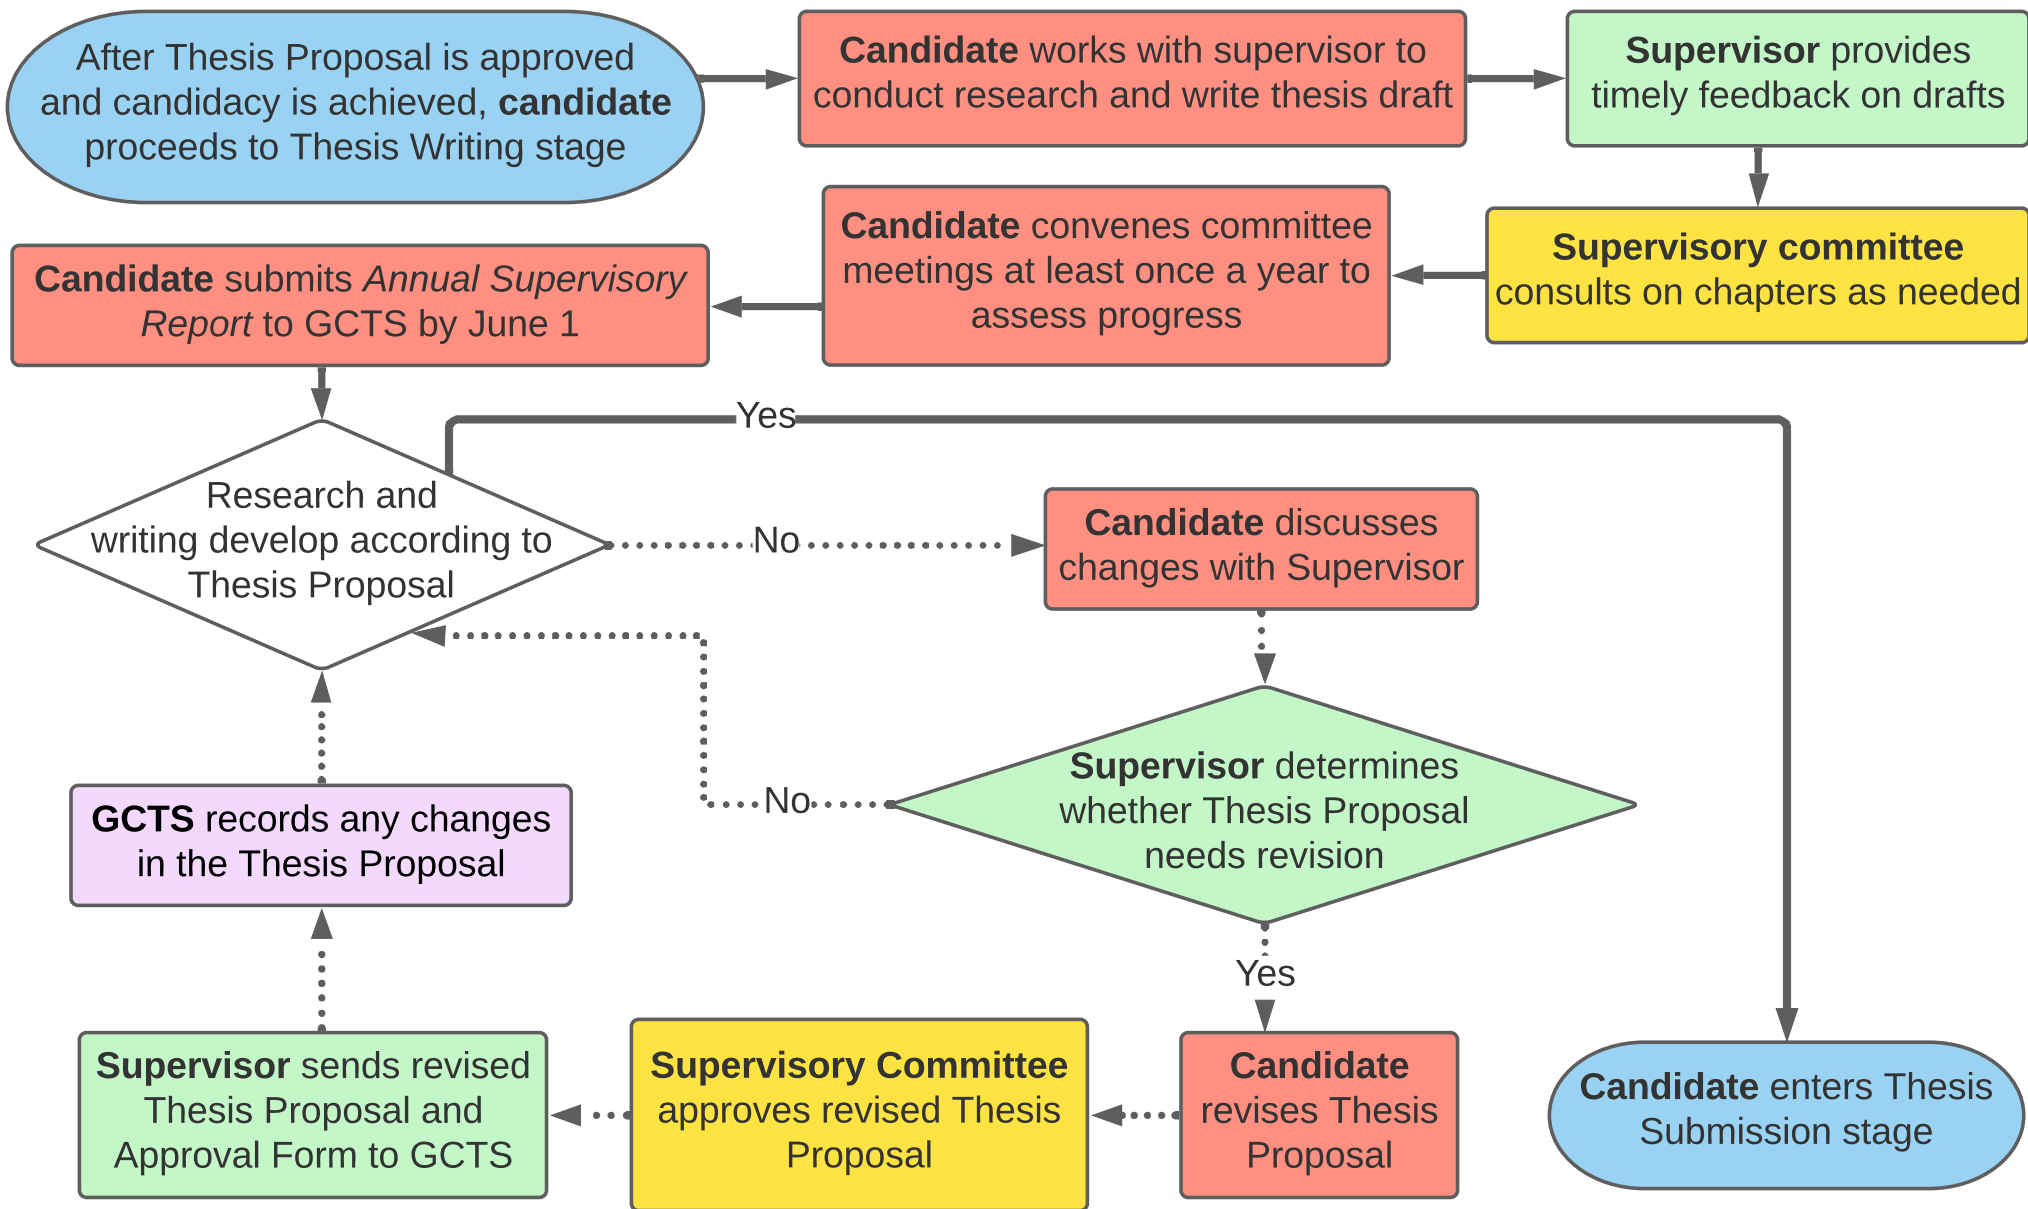 After Thesis Proposal is approved
and candidacy is achieved, candidate
proceeds to Thesis Writing stage
Candidate works with supervisor to
conduct research and write thesis draft
Supervisor provides
timely feedback on drafts
Supervisory committee
consults on chapters as needed
Candidate convenes committee
meetings at least once a year to
assess progress
Candidate submits Annual Supervisory
Report to GCTS by June 1
Research and
writing develop according to
Thesis Proposal
Yes
No
Candidate discusses
changes with Supervisor
Supervisor determines
whether Thesis Proposal
needs revision
No
Yes
Candidate
revises Thesis
Proposal
Supervisory Committee
approves revised Thesis
Proposal
Supervisor sends revised
Thesis Proposal and
Approval Form to GCTS
GCTS records any changes
in the Thesis Proposal
Candidate enters Thesis
Submission stage